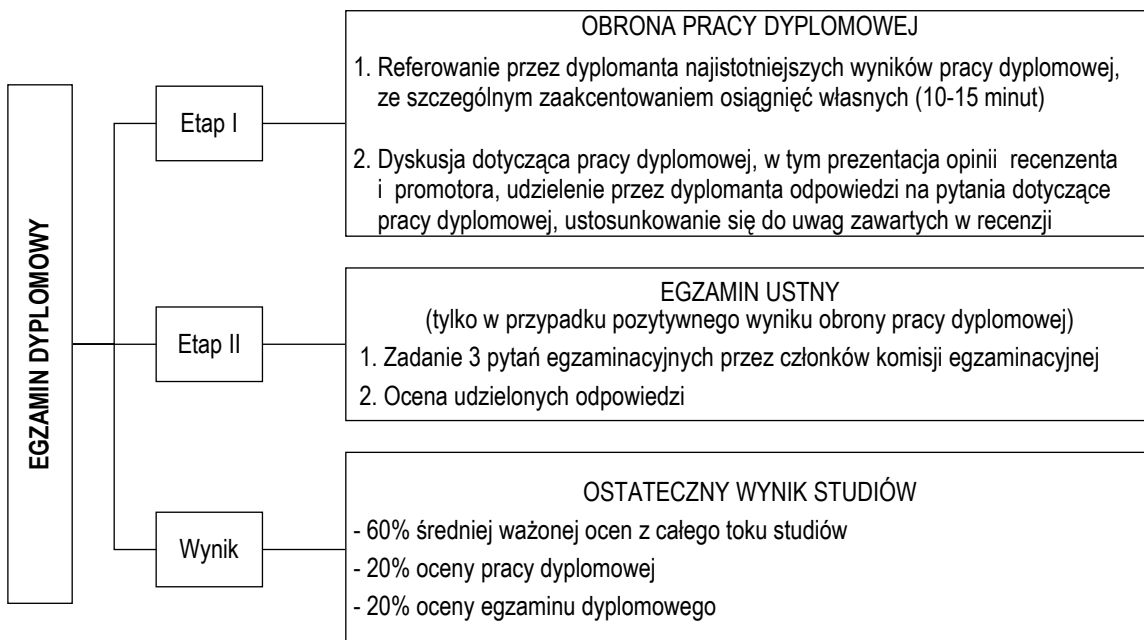 EGZAMIN DYPLOMOWY
Etap I
OBRONA PRACY DYPLOMOWEJ
1. Referowanie przez dyplomanta najistotniejszych wyników pracy dyplomowej,
ze szczególnym zaakcentowaniem osiągnięć własnych (10-15 minut)
2. Dyskusja dotycząca pracy dyplomowej, w tym prezentacja opinii recenzenta
i promotora, udzielenie przez dyplomanta odpowiedzi na pytania dotyczące
pracy dyplomowej, ustosunkowanie się do uwag zawartych w recenzji
Etap II
EGZAMIN USTNY
(tylko w przypadku pozytywnego wyniku obrony pracy dyplomowej)
1. Zadanie 3 pytań egzaminacyjnych przez członków komisji egzaminacyjnej
2. Ocena udzielonych odpowiedzi
Wynik
OSTATECZNY WYNIK STUDIÓW
- 60% średniej ważonej ocen z całego toku studiów
- 20% oceny pracy dyplomowej
- 20% oceny egzaminu dyplomowego